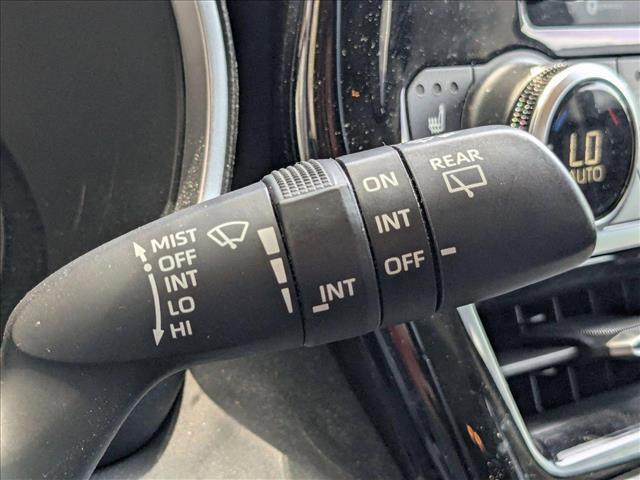 MIST
OFF
INT
LO
HI
INT
ON
INT
OFF
REAR
LO
AUTO